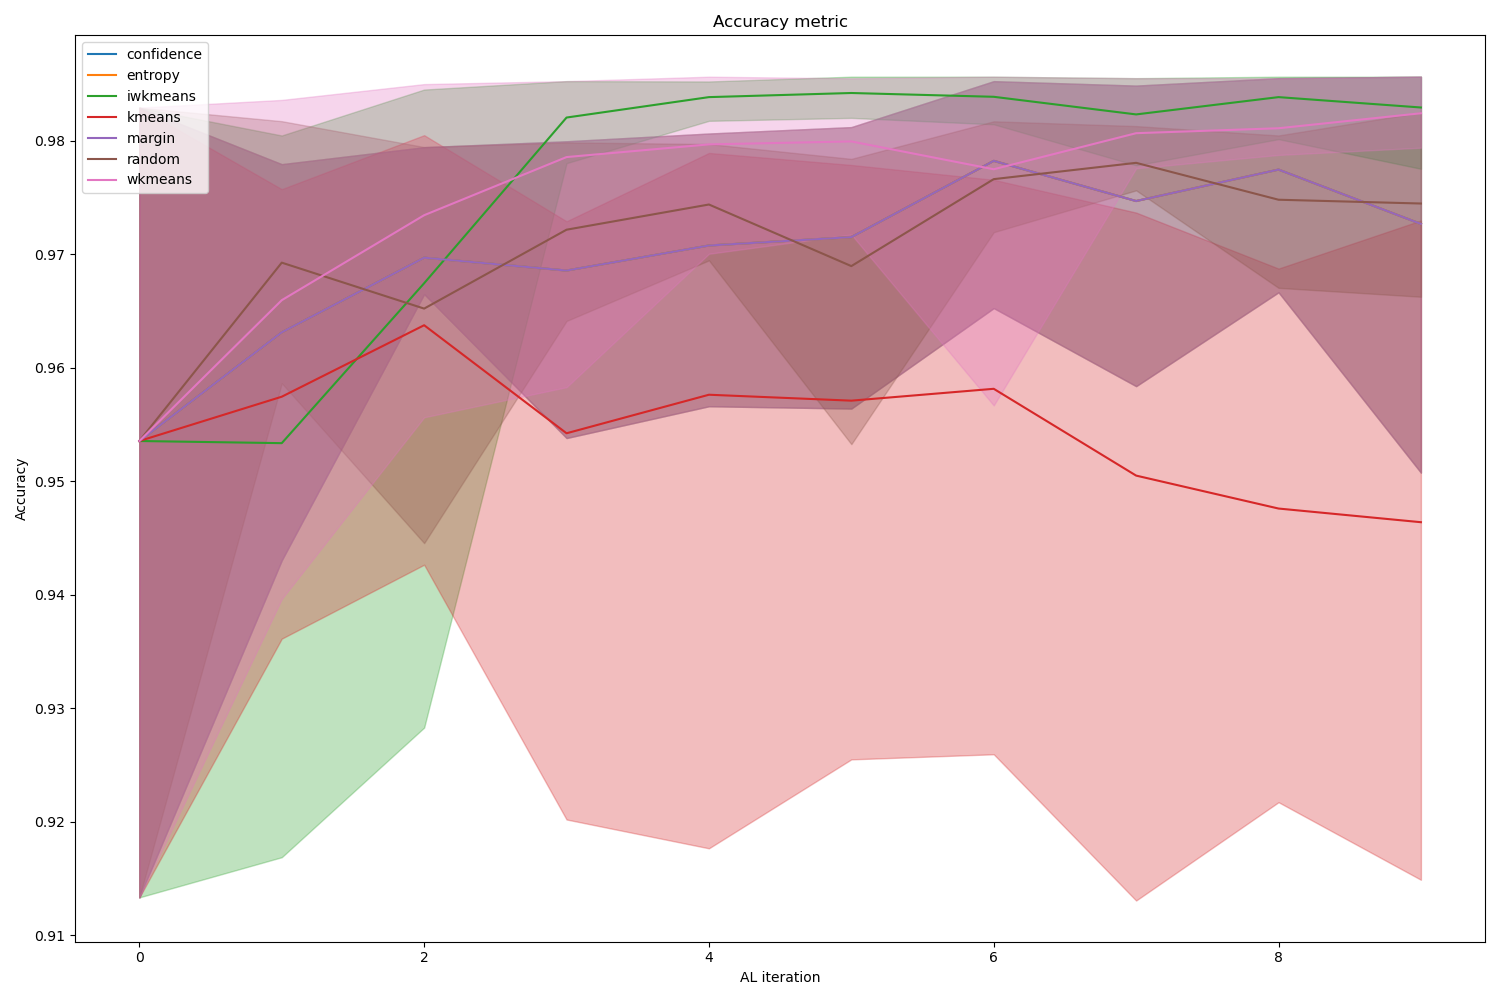 Accuracy metric
confidence
entropy
iwkmeans
kmeans
margin
random
wkmeans
Accuracy
0.98
0.97
0.96
0.95
0.94
0.93
0.92
0.91
0 2 4 6 8
AL iteration